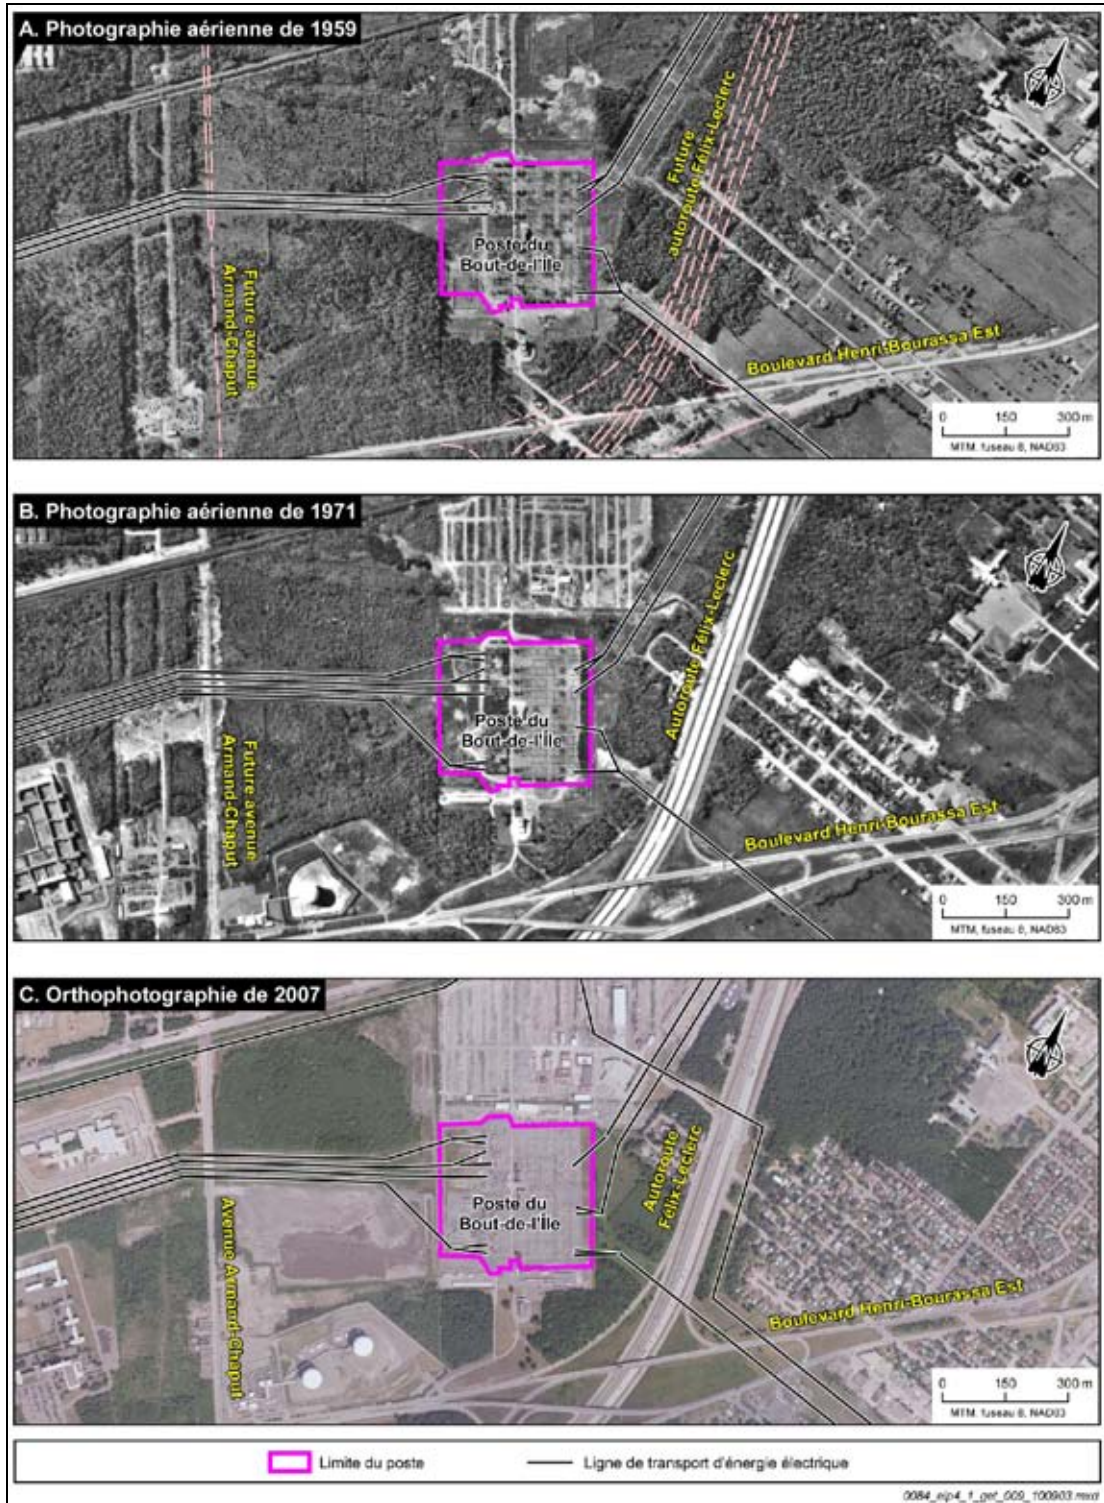 A. Photographie aérienne de 1959
Future
autoroute Félix-Leclerc
Poste du
Bout-de-l'Île
Future avenue
Armand-Chaput
Boulevard Henri-Bourassa Est
0 150 300 m
MTM, fuseau 8, NAD83
B. Photographie aérienne de 1971
Autoroute Félix-Leclerc
Poste du
Bout-de-l'Île
Future avenue
Armand-Chaput
Boulevard Henri-Bourassa Est
0 150 300 m
MTM, fuseau 8, NAD83
C. Orthophotographie de 2007
Autoroute
Félix-Leclerc
Poste du
Bout-de-l'Île
Avenue Armand-Chaput
Boulevard Henri-Bourassa Est
0 150 300 m
MTM, fuseau 8, NAD83
Limite du poste
Ligne de transport d'énergie électrique
0084_eip4_1_get_009_100903.mxd